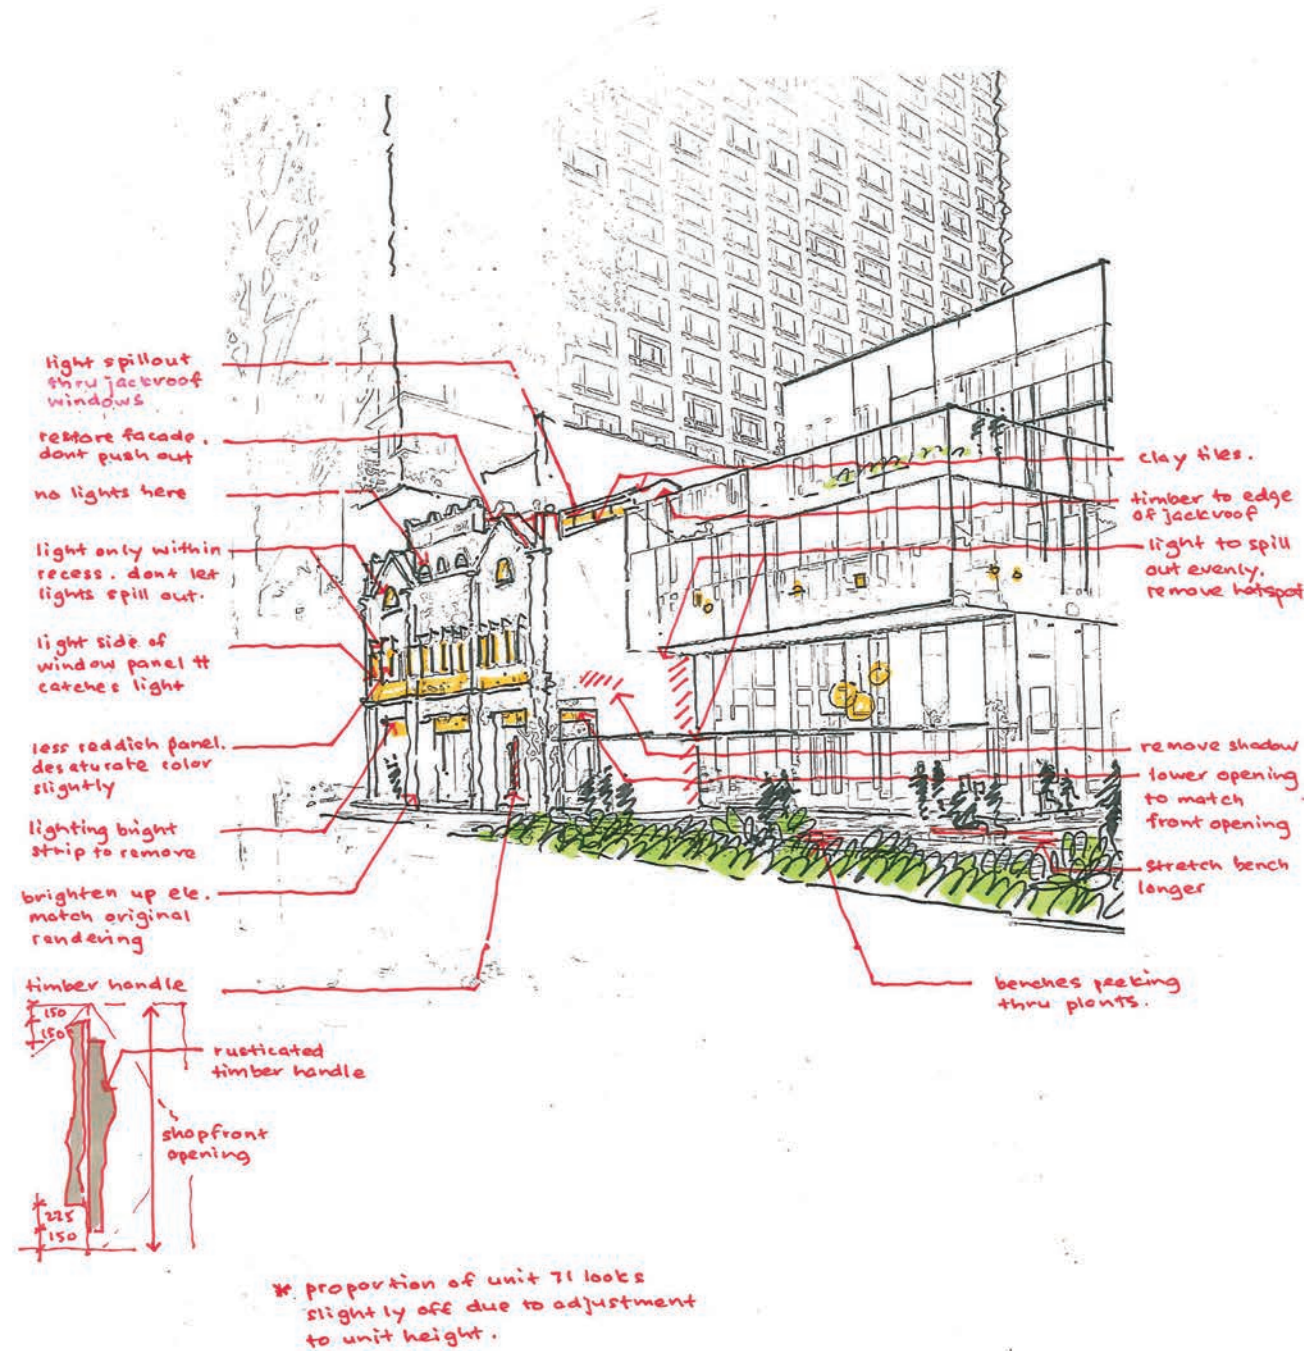 light spillout
thru jackroof
windows
restore facade.
dont push out
no lights here
light only within
recess. dont let
lights spill out.
light side of
window panel tt
catches light
less reddish panel.
desaturate color
slightly
lighting bright
strip to remove
brighten up ele.
match original
rendering
timber handle
150
150
rusticated
timber handle
shopfront
opening
225
150
clay tiles.
timber to edge
of jackroof
light to spill
out evenly.
remove hotspot
remove shadow
lower opening
to match
front opening
stretch bench
longer
benches peeking
thru plants.
* proportion of unit 71 looks
slightly off due to adjustment
to unit height.